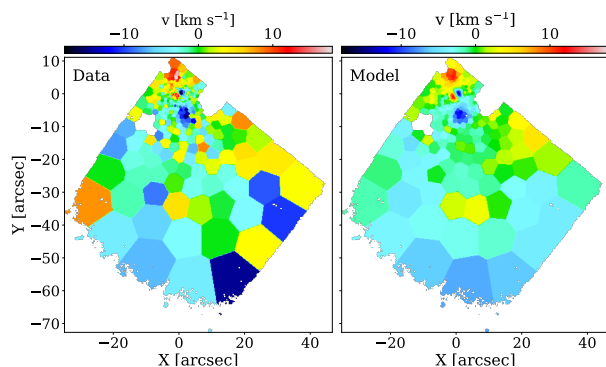 v [km s⁻¹] v [km s⁻¹]
−10 0 10 −10 0 10
Data Model
10
0
−10
−20
−30
−40
−50
−60
−70
Y [arcsec]
−20 0 20 40 −20 0 20 40
X [arcsec] X [arcsec]